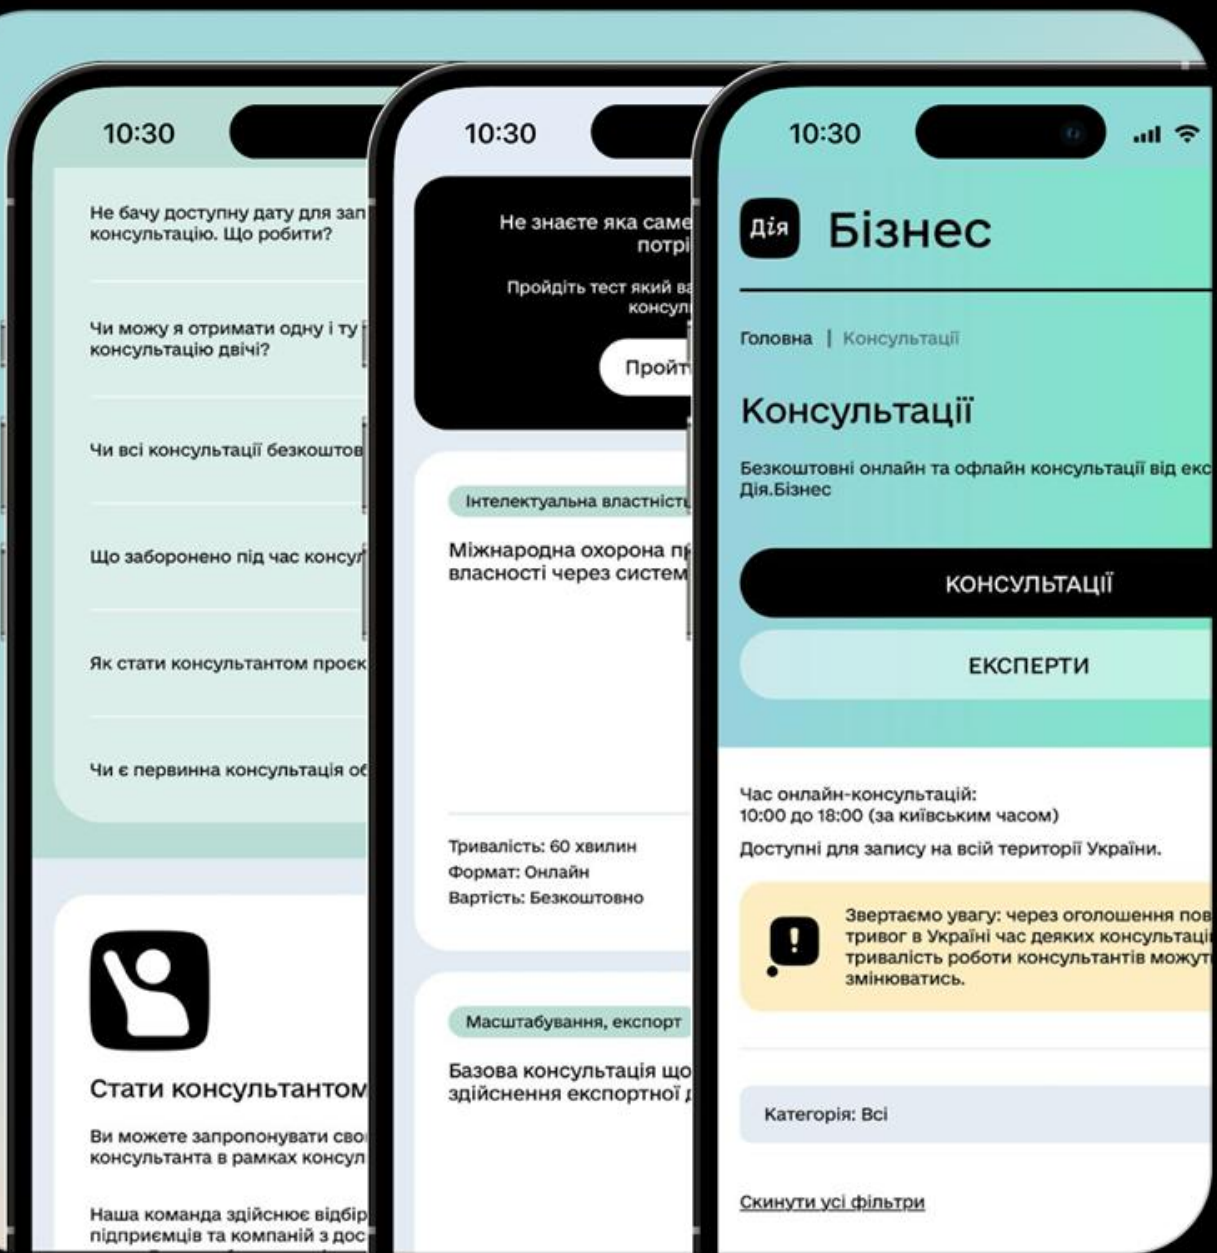 10:30
Не бачу доступну дату для зап
консультацію. Що робити?
Чи можу я отримати одну і ту
консультацію двічі?
Чи всі консультації безкоштов
Що заборонено під час консул
Як стати консультантом проєк
Чи є первинна консультація об
Стати консультантом
Ви можете запропонувати сво
консультанта в рамках консул
Наша команда здійснює відбір
підприємців та компаній з дос
10:30
Не знаєте яка саме
потрі
Пройдіть тест який ва
консул
Пройт
Інтелектуальна власність
Міжнародна охорона п
власності через систем
Тривалість: 60 хвилин
Формат: Онлайн
Вартість: Безкоштовно
Масштабування, експорт
Базова консультація що
здійснення експортної д
10:30
Дія Бізнес
Головна | Консультації
Консультації
Безкоштовні онлайн та офлайн консультації від екс
Дія.Бізнес
КОНСУЛЬТАЦІЇ
ЕКСПЕРТИ
Час онлайн-консультацій:
10:00 до 18:00 (за київським часом)
Доступні для запису на всій території України.
Звертаємо увагу: через оголошення пов
тривог в Україні час деяких консультаці
тривалість роботи консультантів можут
змінюватись.
Категорія: Всі
Скинути усі фільтри